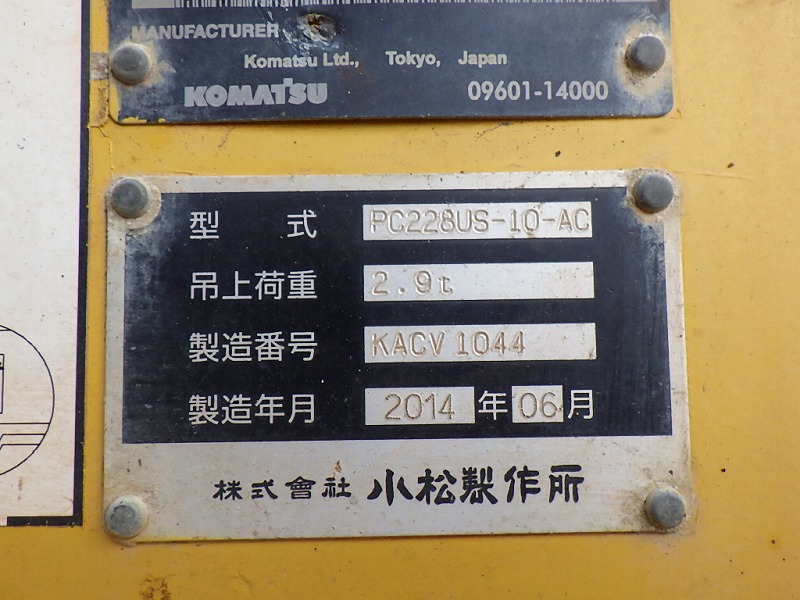 MANUFACTURER
Komatsu Ltd., Tokyo, Japan
KOMATSU 09601-14000
型 式 PC228US-10-AC
吊上荷重 2.9t
製造番号 KACV 1044
製造年月 2014 年 06 月
株式會社 小松製作所